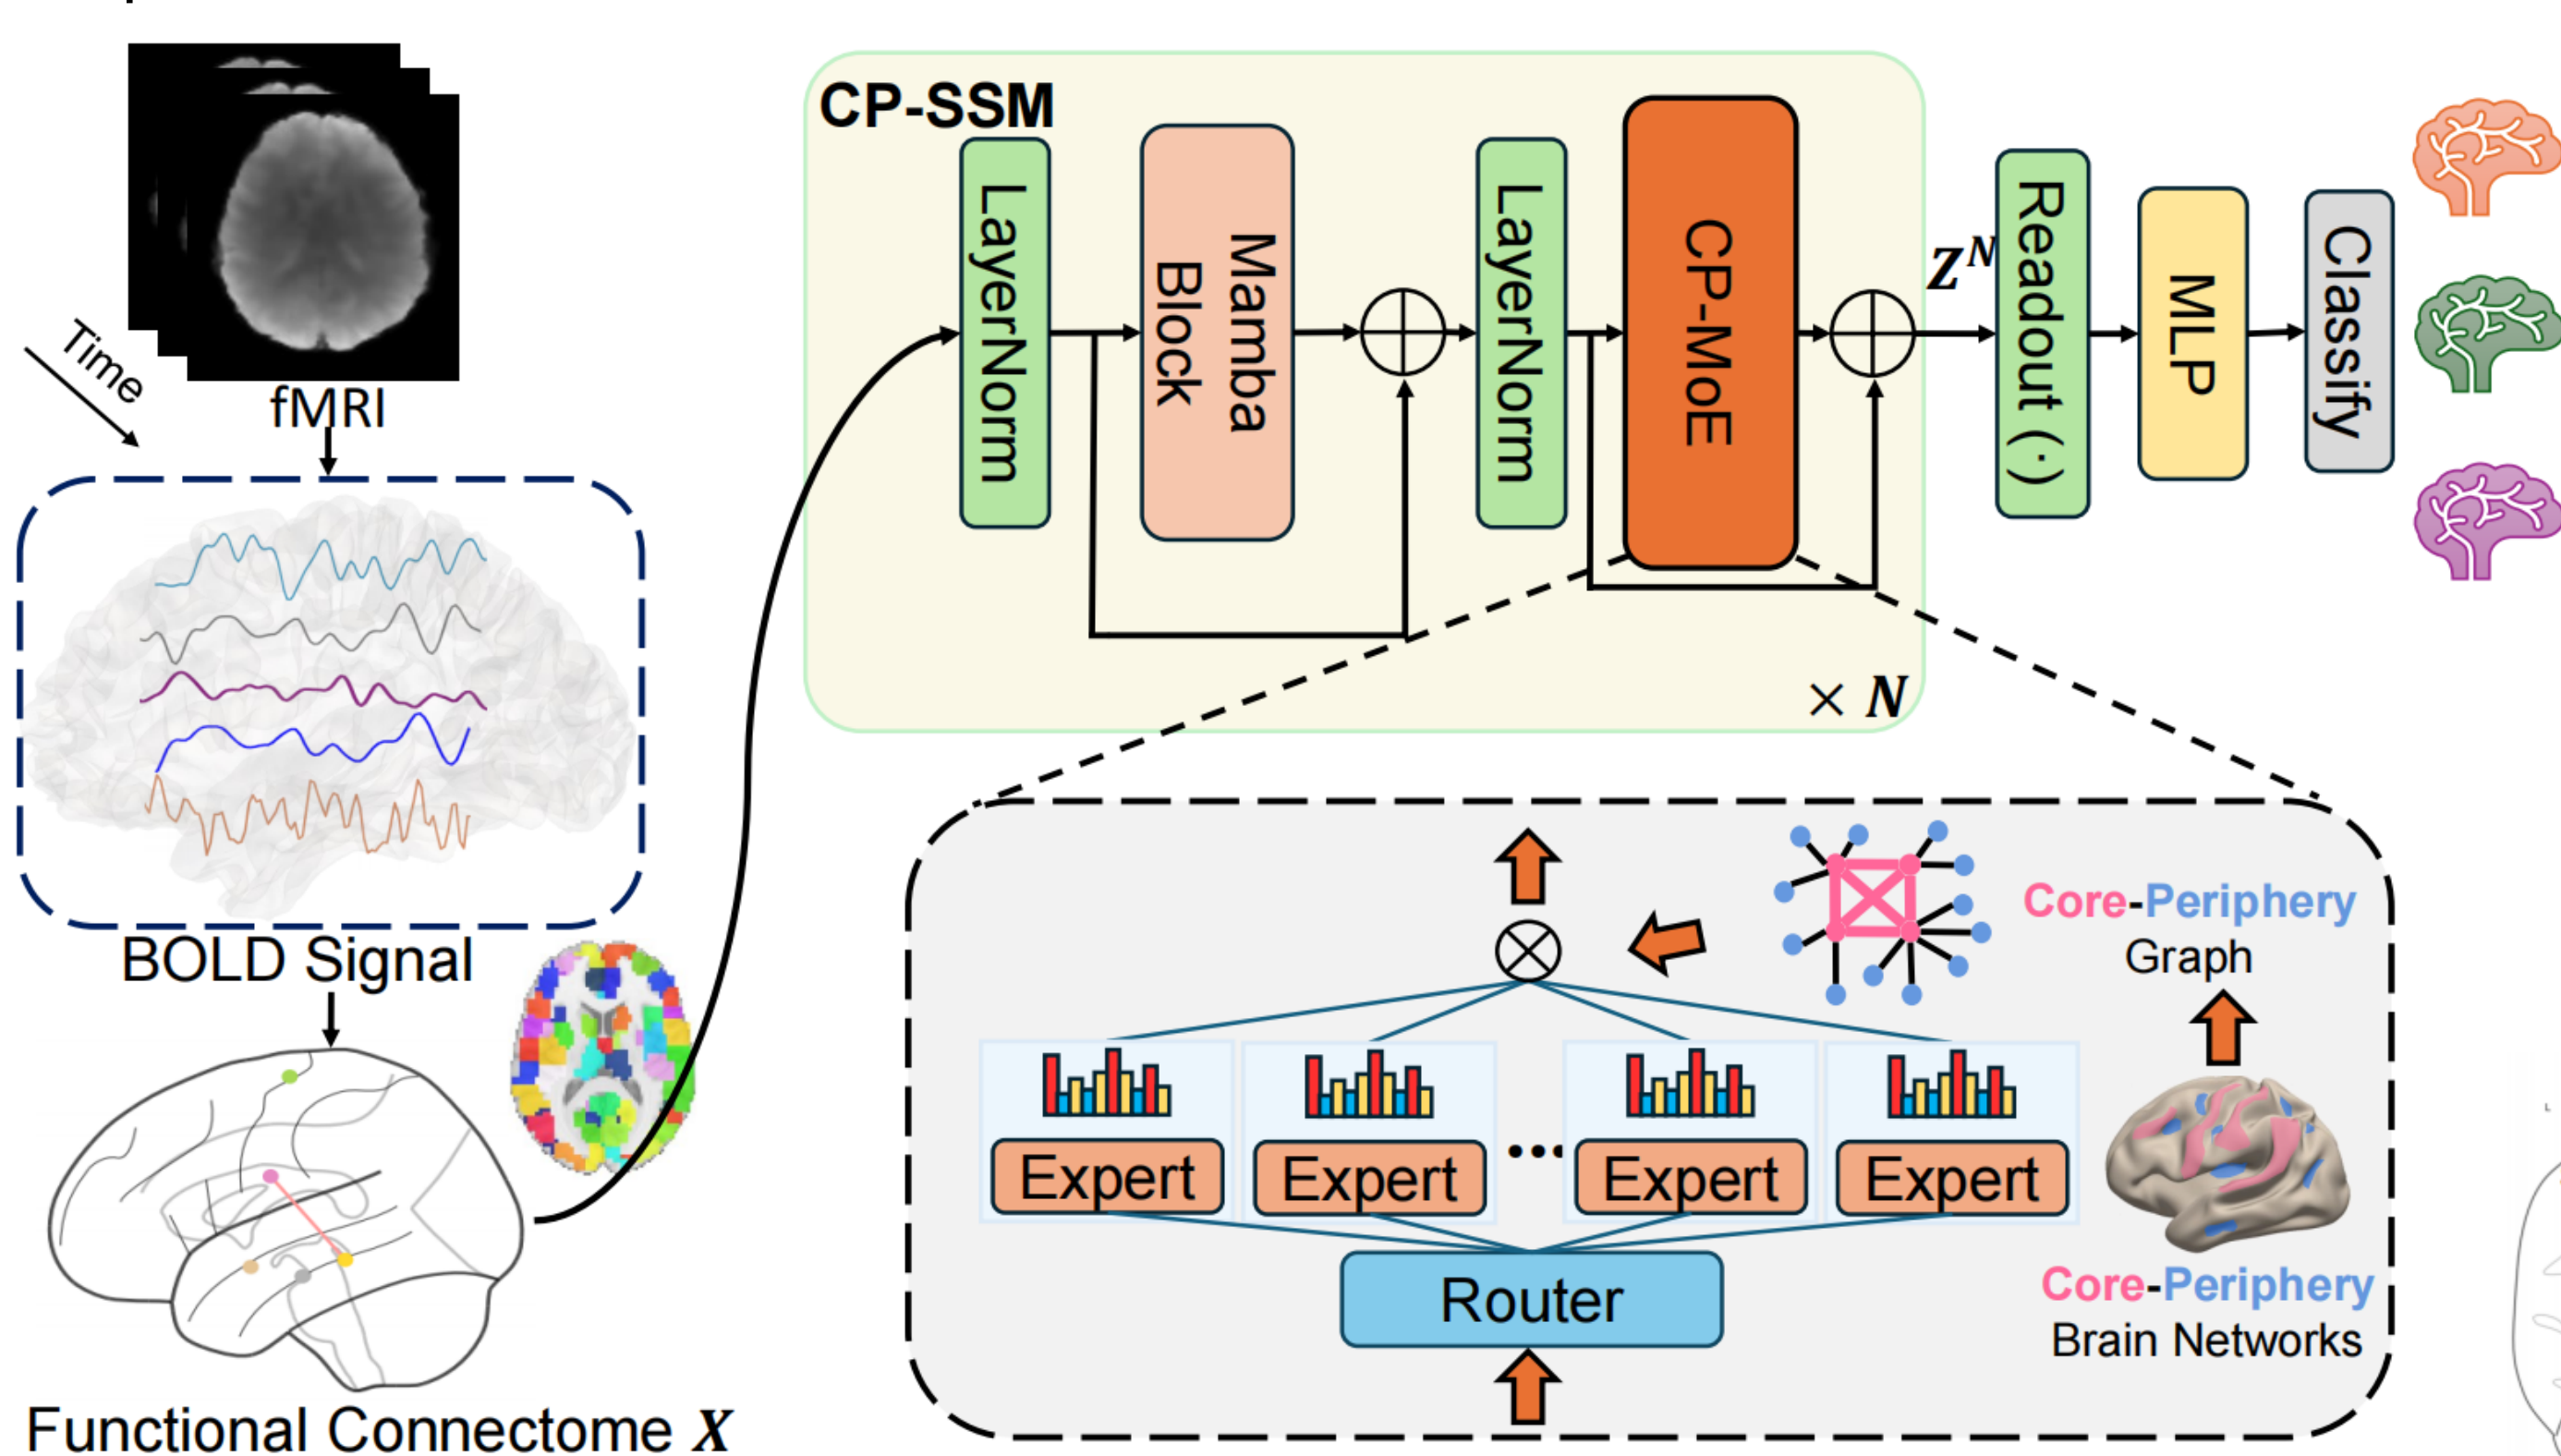 Time
fMRI
BOLD Signal
Functional Connectome X
CP-SSM
LayerNorm
Mamba
Block
LayerNorm
CP-MoE
× N
Z^N
Readout (·)
MLP
Classify
Core-Periphery
Graph
Expert
Expert
...
Expert
Expert
Router
Core-Periphery
Brain Networks